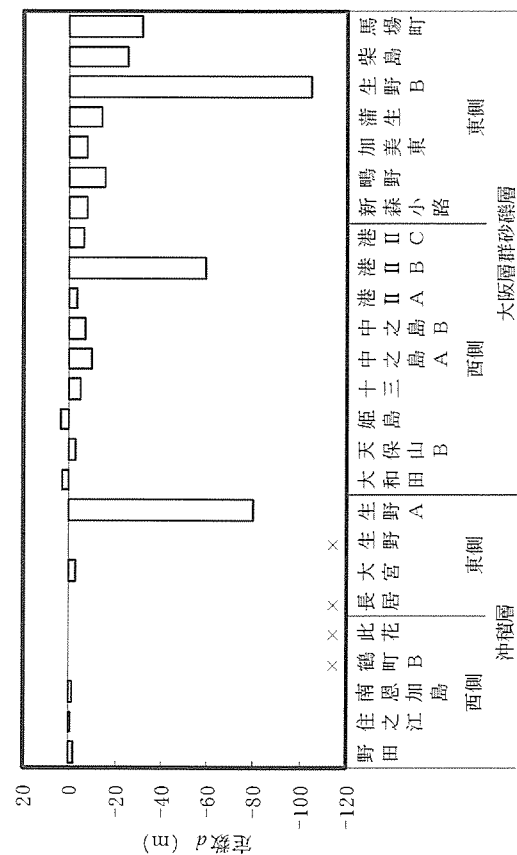 定数 d (m)
20
0
-20
-40
-60
-80
-100
-120
×
×
×
×
野田
住之江
南恩加島
鶴町B
此花
長居
大宮
生野
生野A
大和田
天保山B
姫島
十三
中之島A
中之島B
港ⅡA
港ⅡB
港ⅡC
新森小路
鴫野
加美東
蒲生
生野B
柴島
馬場町
西側
東側
西側
東側
沖積層
大阪層群砂礫層